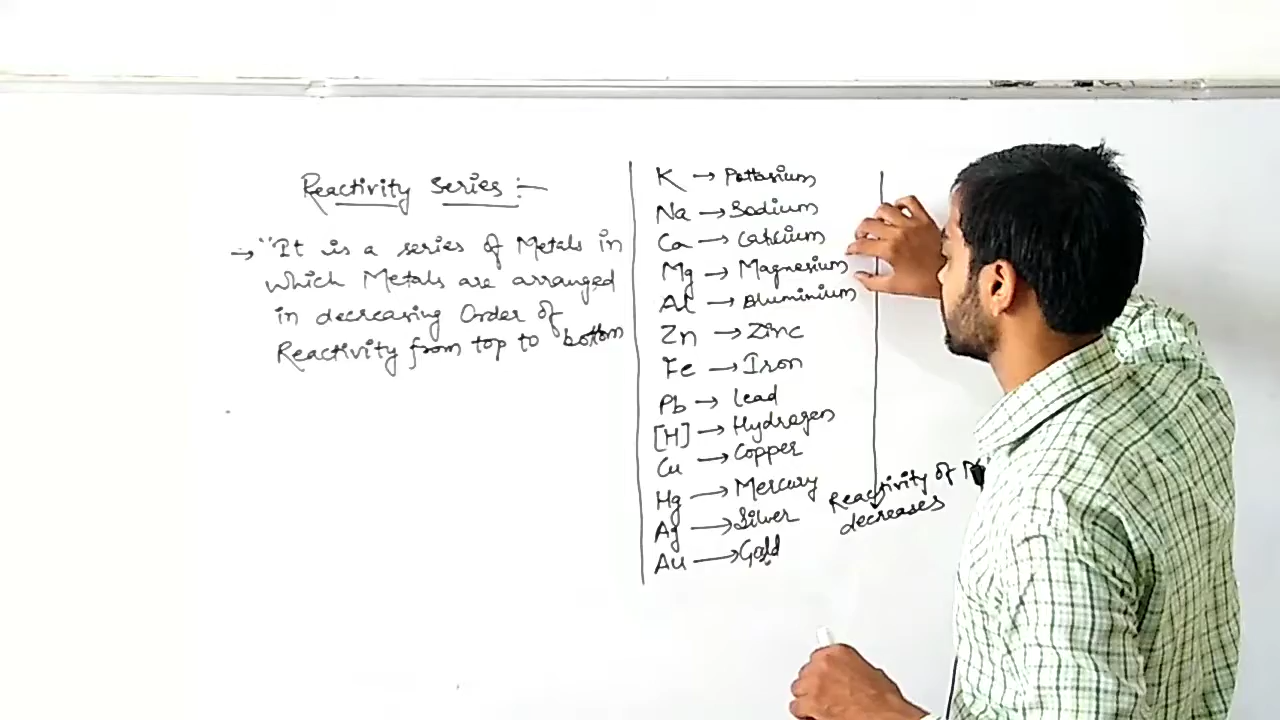 Reactivity Series :-
→ "It is a series of Metals in
which Metals are arranged
in decreasing Order of
Reactivity from top to bottom
K → Pottasium
Na → Sodium
Ca → Calcium
Mg → Magnesium
Al → Aluminium
Zn → Zinc
Fe → Iron
Pb → Lead
[H] → Hydrogen
Cu → Copper
Hg → Mercury
Ag → Silver
Au → Gold
Reactivity of
decreases